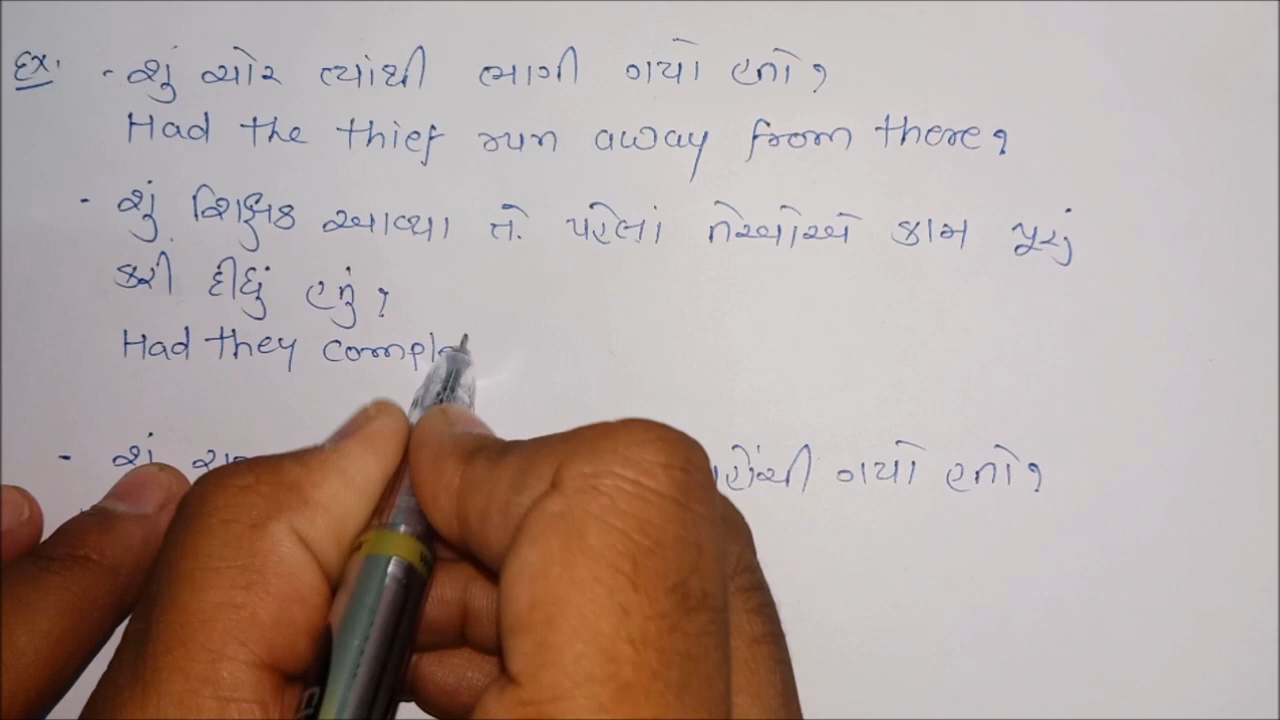 Ex. - શું ચોર ત્યાંથી ભાગી ગયો હતો?
Had the thief run away from there?
- શું શિક્ષક આવ્યા તે પહેલાં તેઓએ કામ પૂરું
કરી દીધું હતું?
Had they comple
- શું ગયો હતો?